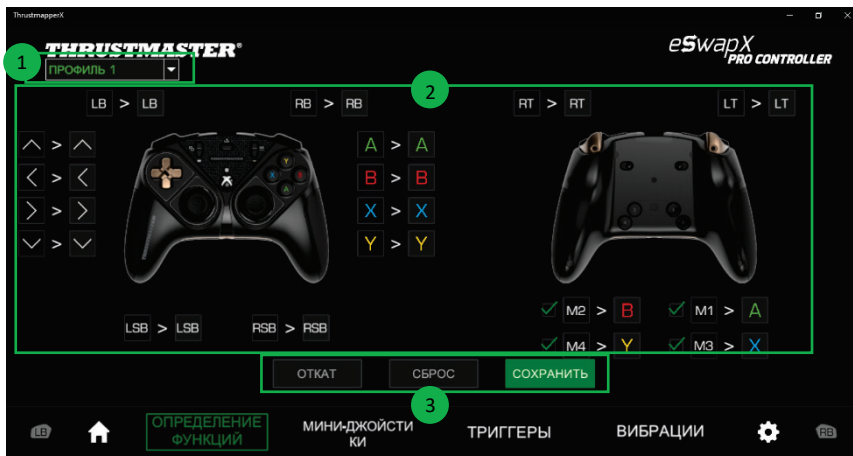 ThrustmapperX
THRUSTMASTER®
eSwapX
PRO CONTROLLER
1
ПРОФИЛЬ 1
2
LB > LB
RB > RB
RT > RT
LT > LT
A > A
B > B
X > X
Y > Y
LSB > LSB
RSB > RSB
M2 > B
M1 > A
M4 > Y
M3 > X
ОТКАТ
СБРОС
СОХРАНИТЬ
3
LB
ОПРЕДЕЛЕНИЕ
ФУНКЦИЙ
МИНИ-ДЖОЙСТИ
КИ
ТРИГГЕРЫ
ВИБРАЦИИ
RB